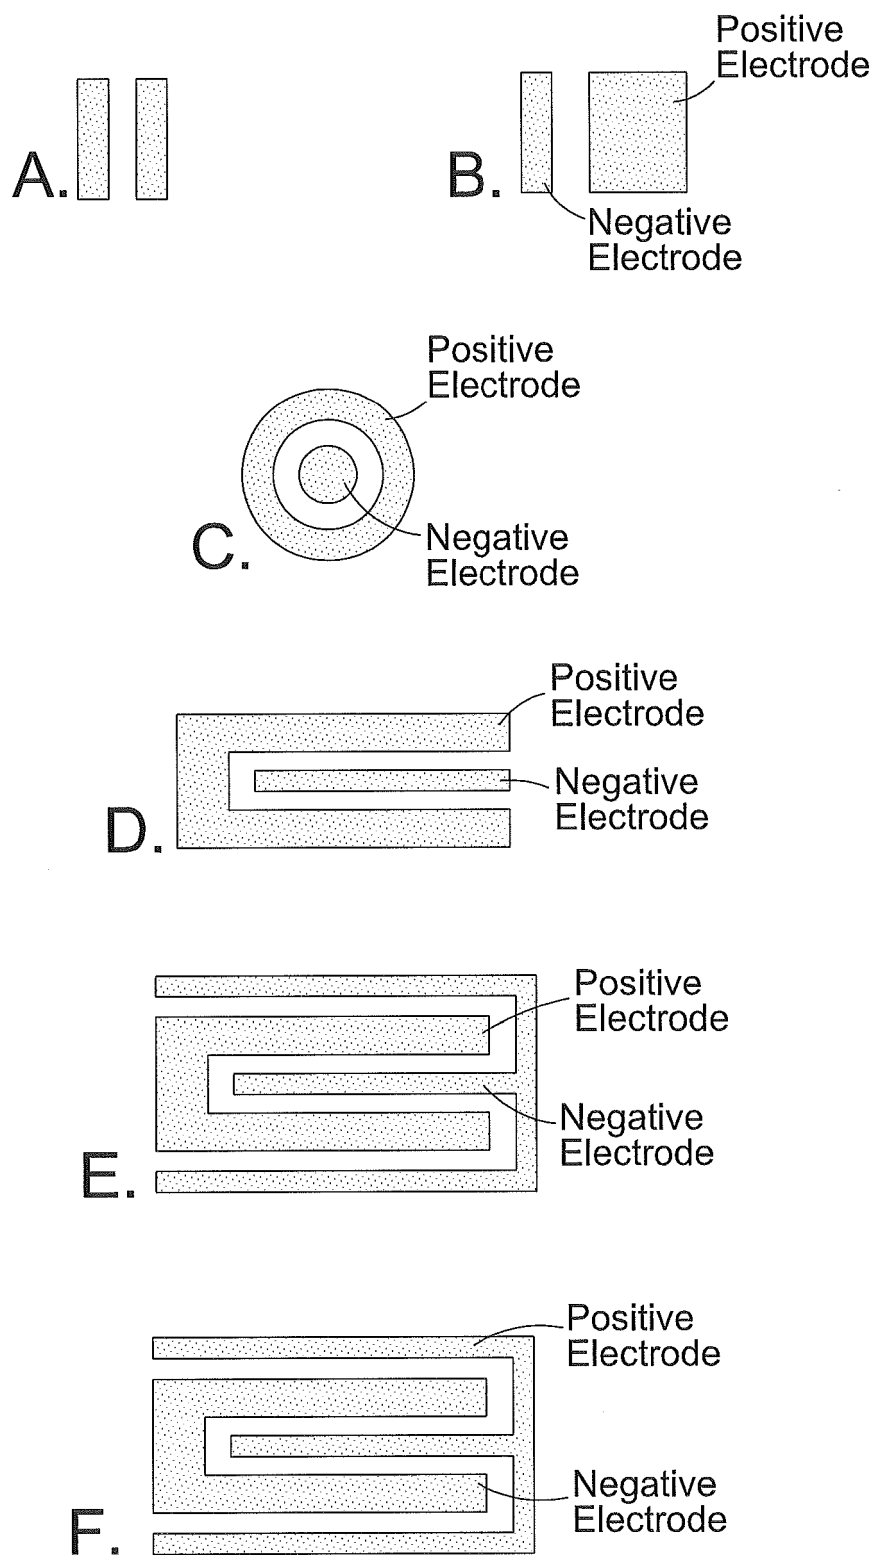 A.
B.
Positive
Electrode
Negative
Electrode
C.
Positive
Electrode
Negative
Electrode
D.
Positive
Electrode
Negative
Electrode
E.
Positive
Electrode
Negative
Electrode
F.
Positive
Electrode
Negative
Electrode